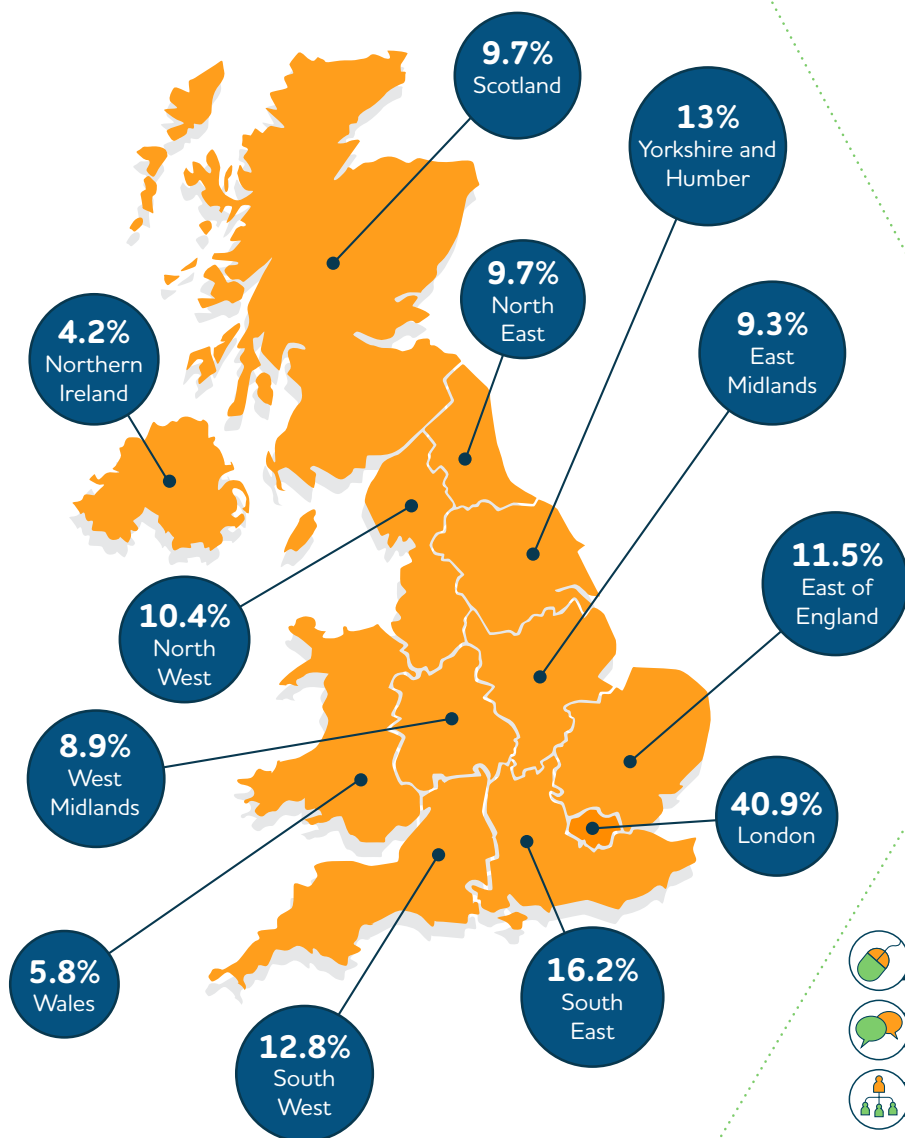 9.7%
Scotland
13%
Yorkshire and
Humber
9.7%
North
East
4.2%
Northern
Ireland
9.3%
East
Midlands
11.5%
East of
England
10.4%
North
West
8.9%
West
Midlands
40.9%
London
5.8%
Wales
16.2%
South
East
12.8%
South
West